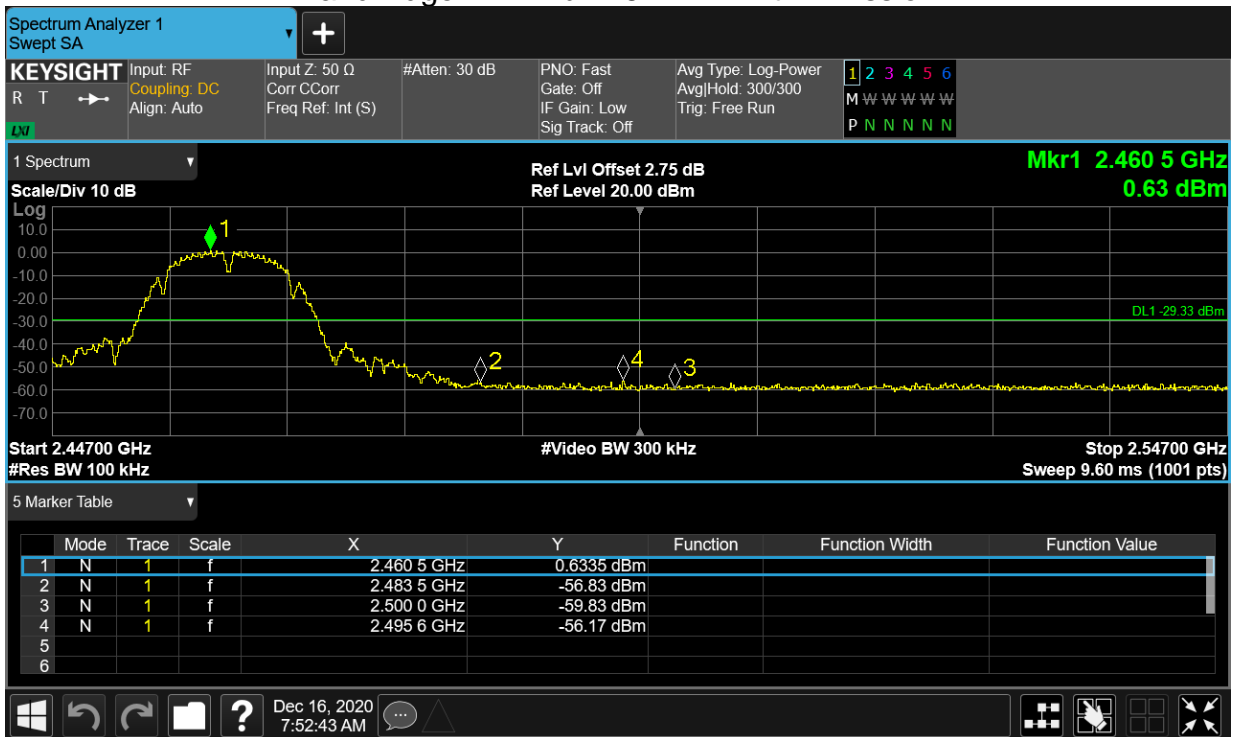 Spectrum Analyzer 1
Swept SA
+
KEYSIGHT Input: RF Input Z: 50 Ω #Atten: 30 dB PNO: Fast Avg Type: Log-Power 1 2 3 4 5 6
R T Coupling: DC Corr CCorr Gate: Off Avg|Hold: 300/300 M W W W W W
Align: Auto Freq Ref: Int (S) IF Gain: Low Trig: Free Run
LXI Sig Track: Off P N N N N N
1 Spectrum Ref Lvl Offset 2.75 dB Mkr1 2.460 5 GHz
Scale/Div 10 dB Ref Level 20.00 dBm 0.63 dBm
Log
10.0 1
0.00
-10.0
-20.0
DL1 -29.33 dBm
-30.0
-40.0
-50.0 2 4 3
-60.0
-70.0
Start 2.44700 GHz #Video BW 300 kHz Stop 2.54700 GHz
#Res BW 100 kHz Sweep 9.60 ms (1001 pts)
5 Marker Table
Mode Trace Scale X Y Function Function Width Function Value
1 N 1 f 2.460 5 GHz 0.6335 dBm
2 N 1 f 2.483 5 GHz -56.83 dBm
3 N 1 f 2.500 0 GHz -59.83 dBm
4 N 1 f 2.495 6 GHz -56.17 dBm
5
6
? Dec 16, 2020
7:52:43 AM